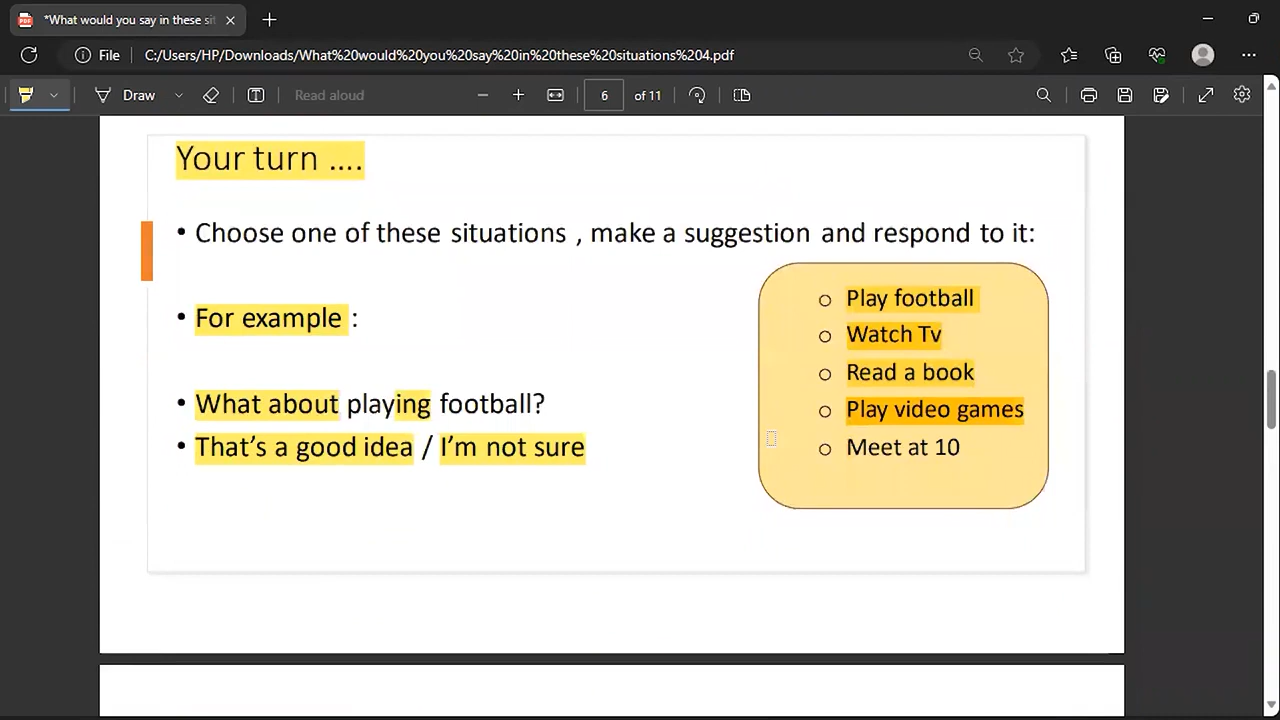 *What would you say in these sit
File
C:/Users/HP/Downloads/What%20would%20you%20say%20in%20these%20situations%204.pdf
Draw
Read aloud
6 of 11
Your turn ....
• Choose one of these situations , make a suggestion and respond to it:
• For example :
• What about playing football?
• That's a good idea / I'm not sure
o Play football
o Watch Tv
o Read a book
o Play video games
o Meet at 10